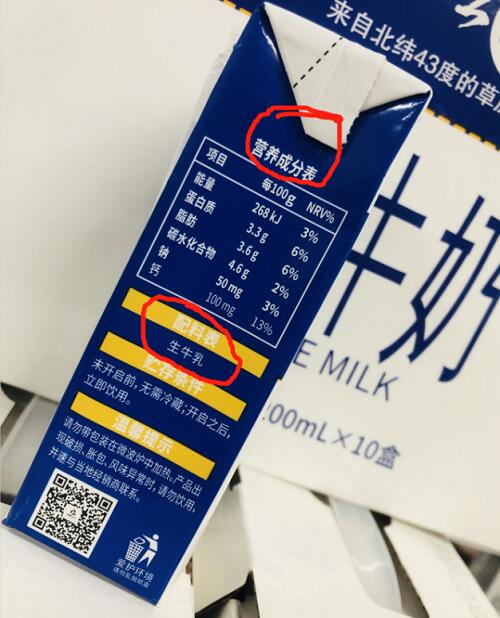 来自北纬43度的草
营养成分表
项目 每100g NRV%
能量 268 kJ 3%
蛋白质 3.3 g 6%
脂肪 3.6 g 6%
碳水化合物 4.6 g 2%
钠 50 mg 3%
钙 100 mg 13%
配料表
生牛乳
贮存条件
未开启前,无需冷藏;开启之后,
立即饮用。
温馨提示
请勿带包装在微波炉中加热。产品出
现破损、胀包、风味异常时,请勿饮用,
并速与当地经销商联系。
爱护环境
牛奶
E MILK
00mL×10盒